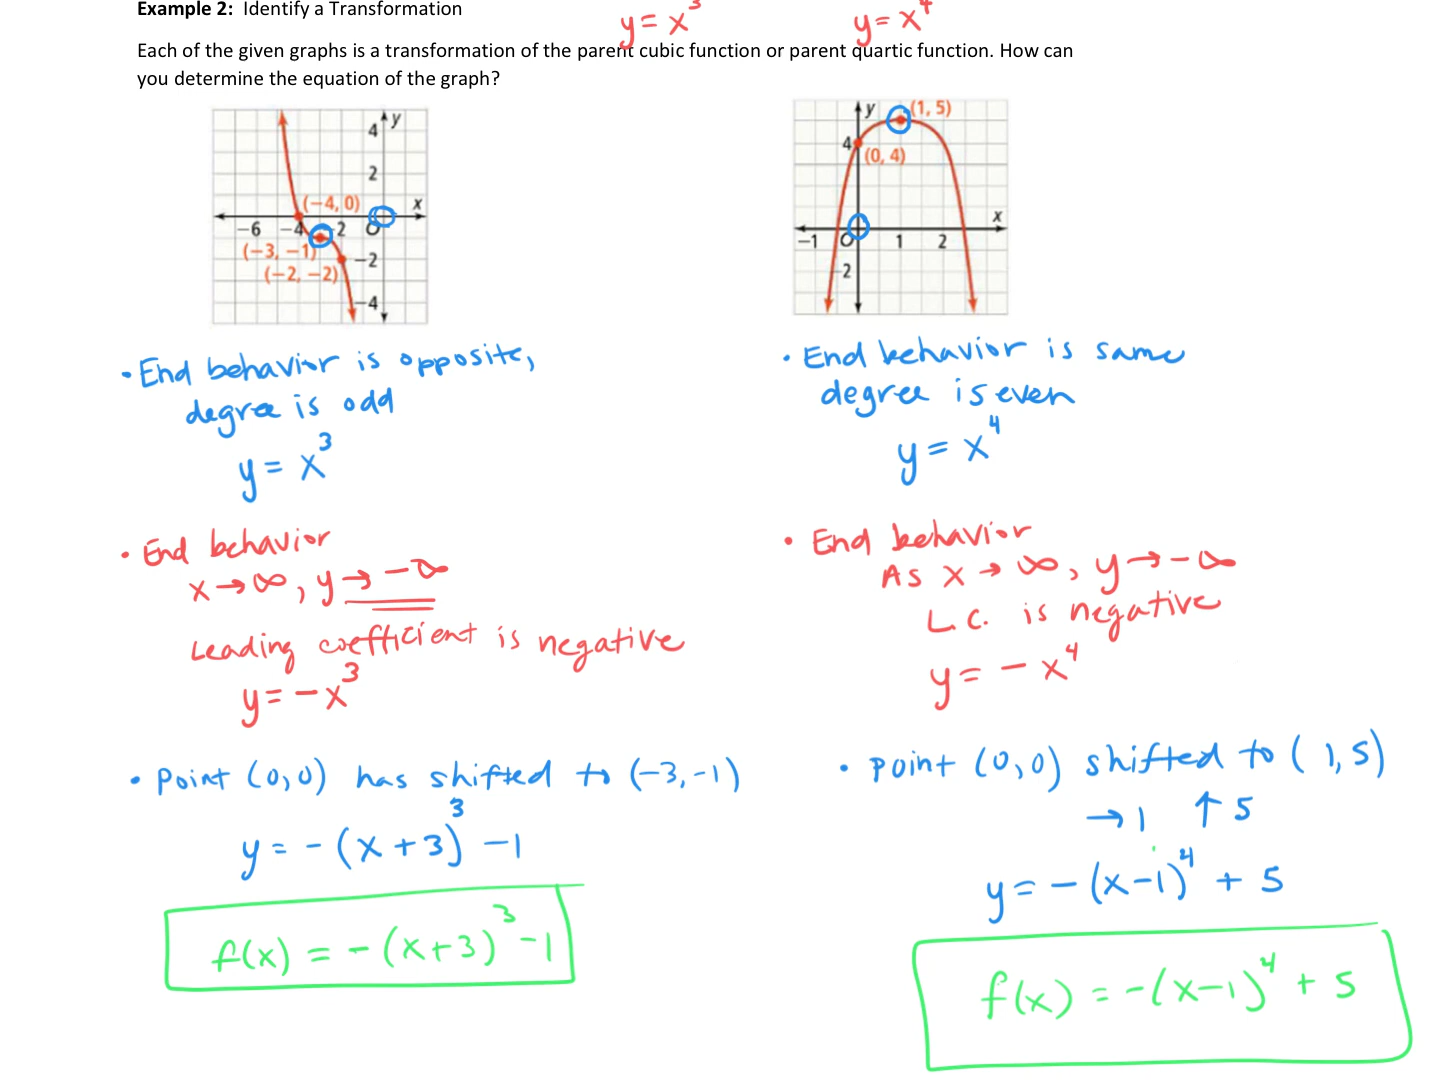 Example 2: Identify a Transformation
y = x³ y = x⁴
Each of the given graphs is a transformation of the parent cubic function or parent quartic function. How can
you determine the equation of the graph?
4 y
2
(−4, 0) x
−6 −4 2 O
(−3, −1)
−2
(−2, −2)
−4
y (1, 5)
4
(0, 4)
x
−1 O 1 2
-2
• End behavior is opposite,
degree is odd
y = x³
• End behavior
x → ∞, y → −∞
Leading coefficient is negative
y = −x³
• Point (0,0) has shifted to (−3,−1)
y = −(x+3)³ −1
f(x) = −(x+3)³ −1
• End behavior is same
degree is even
y = x⁴
• End behavior
As x → ∞, y → −∞
L.C. is negative
y = −x⁴
• Point (0,0) shifted to (1,5)
→ 1 ↑ 5
y = −(x−1)⁴ + 5
f(x) = −(x−1)⁴ + 5